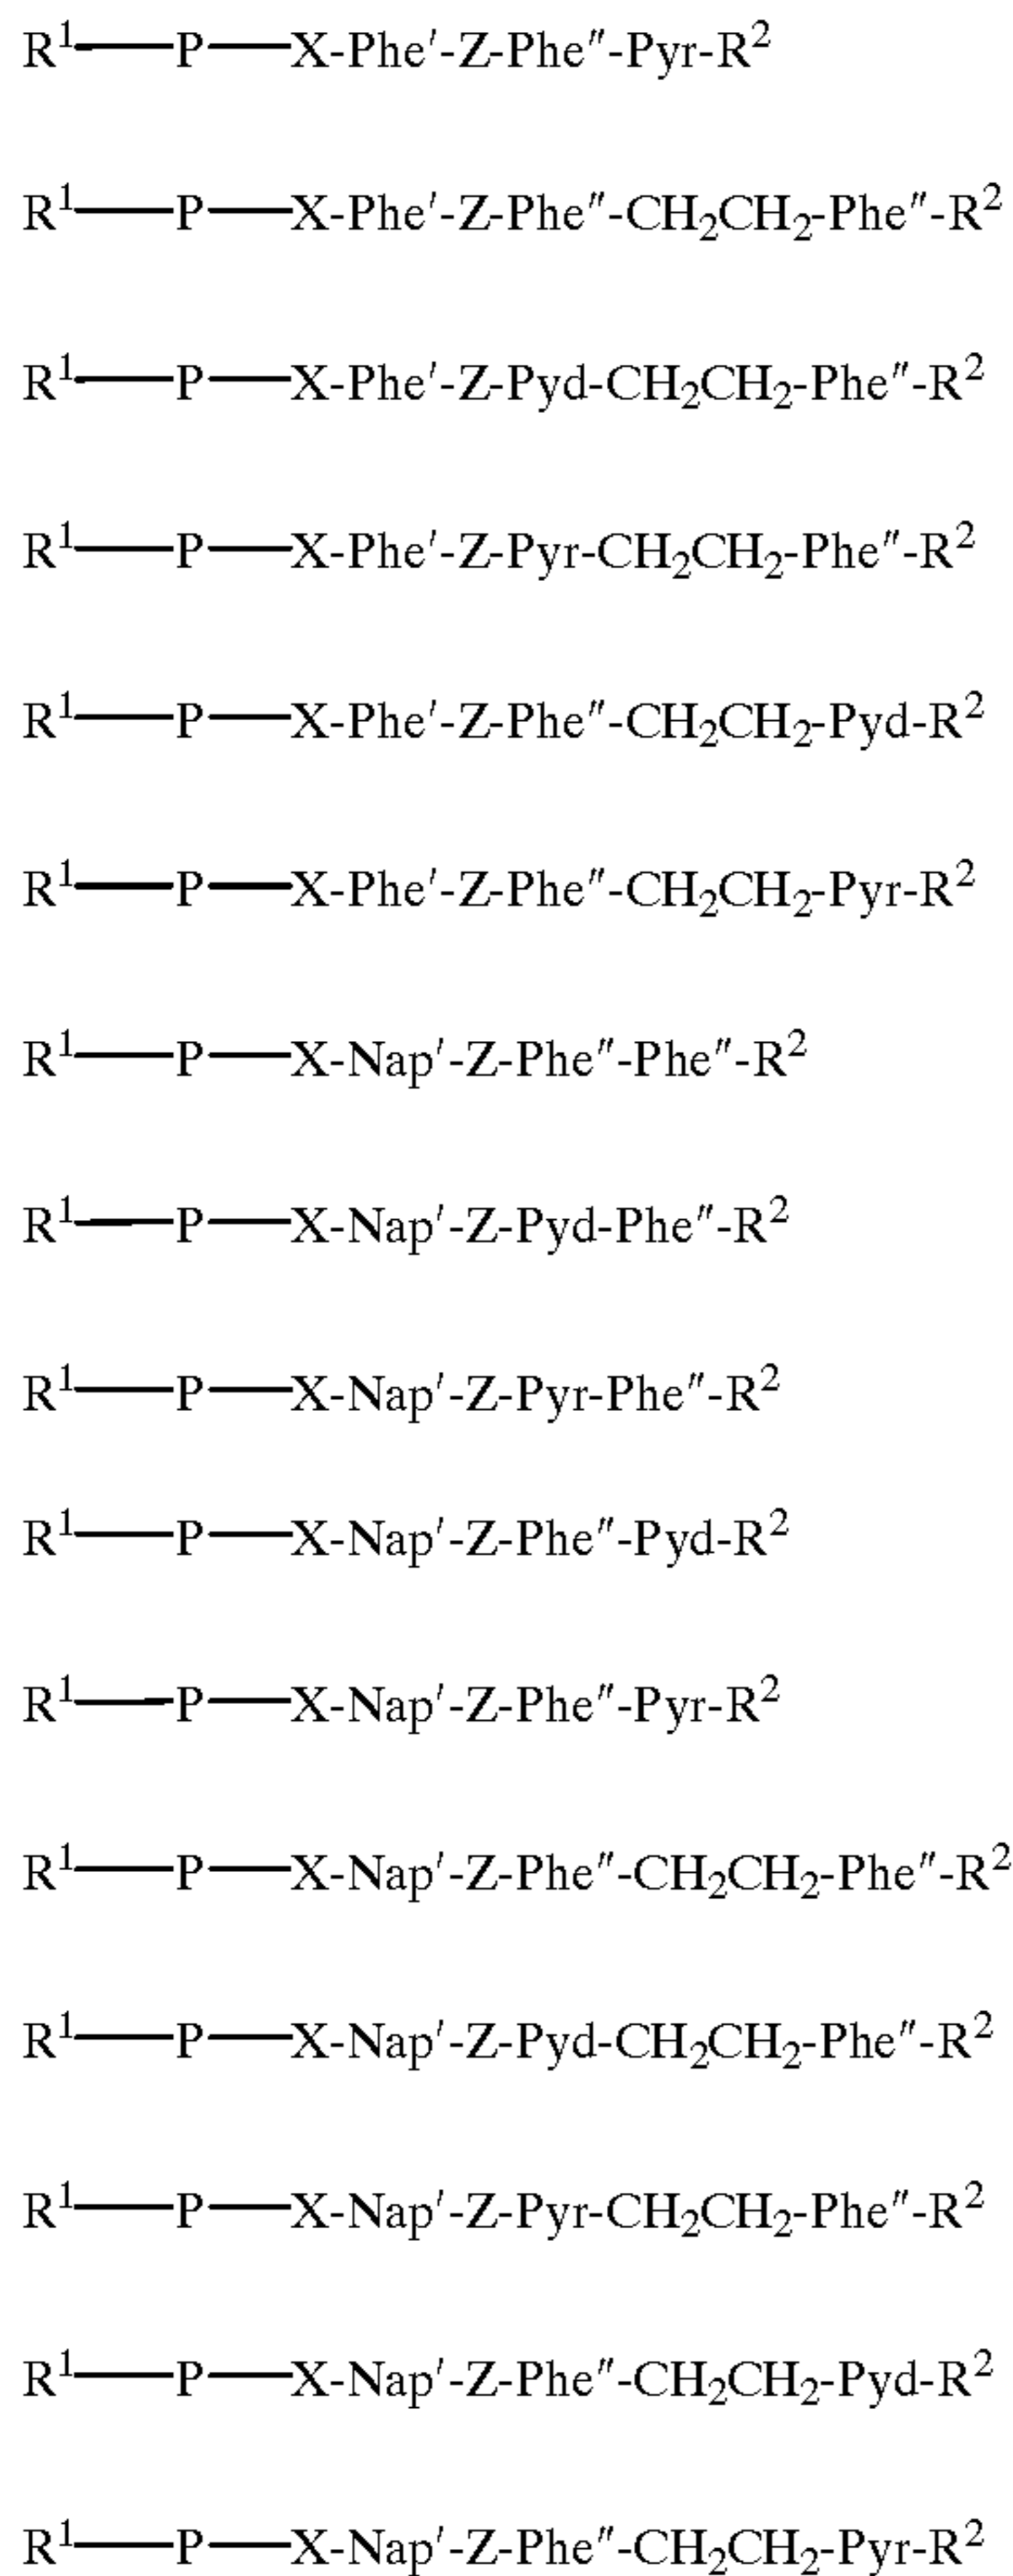 R¹—P—X-Phe′-Z-Phe″-Pyr-R²
R¹—P—X-Phe′-Z-Phe″-CH₂CH₂-Phe″-R²
R¹—P—X-Phe′-Z-Pyd-CH₂CH₂-Phe″-R²
R¹—P—X-Phe′-Z-Pyr-CH₂CH₂-Phe″-R²
R¹—P—X-Phe′-Z-Phe″-CH₂CH₂-Pyd-R²
R¹—P—X-Phe′-Z-Phe″-CH₂CH₂-Pyr-R²
R¹—P—X-Nap′-Z-Phe″-Phe″-R²
R¹—P—X-Nap′-Z-Pyd-Phe″-R²
R¹—P—X-Nap′-Z-Pyr-Phe″-R²
R¹—P—X-Nap′-Z-Phe″-Pyd-R²
R¹—P—X-Nap′-Z-Phe″-Pyr-R²
R¹—P—X-Nap′-Z-Phe″-CH₂CH₂-Phe″-R²
R¹—P—X-Nap′-Z-Pyd-CH₂CH₂-Phe″-R²
R¹—P—X-Nap′-Z-Pyr-CH₂CH₂-Phe″-R²
R¹—P—X-Nap′-Z-Phe″-CH₂CH₂-Pyd-R²
R¹—P—X-Nap′-Z-Phe″-CH₂CH₂-Pyr-R²